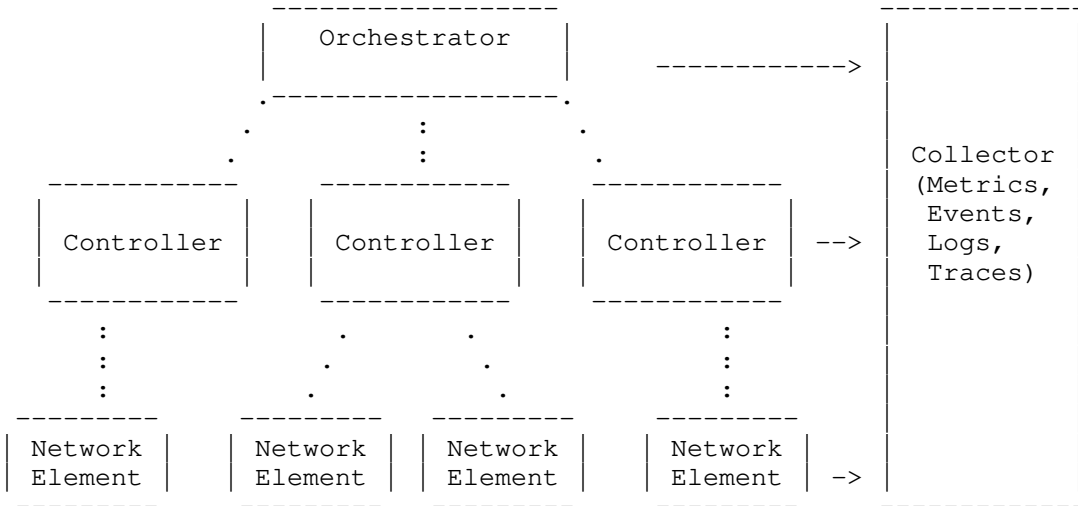 Orchestrator
Collector
(Metrics,
Events,
Controller Controller Controller Logs,
Traces)
Network Network Network Network
Element Element Element Element